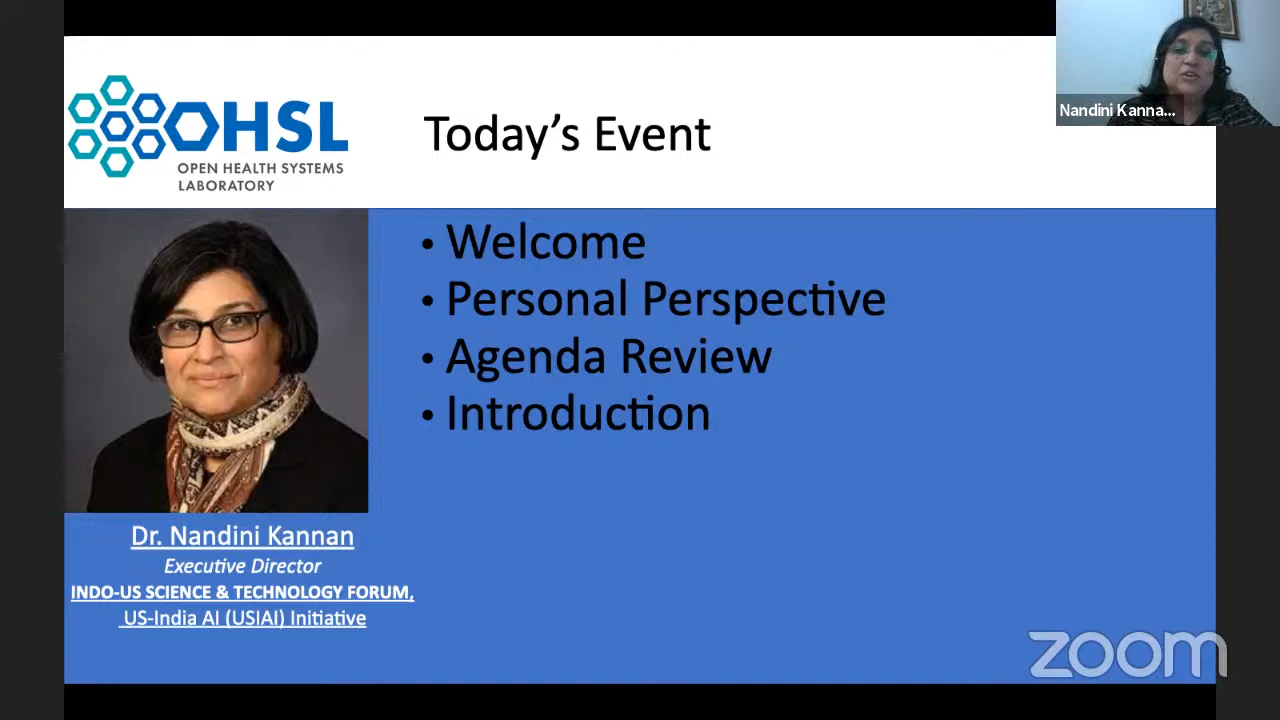 OHSL
OPEN HEALTH SYSTEMS
LABORATORY
Today's Event
Nandini Kanna...
• Welcome
• Personal Perspective
• Agenda Review
• Introduction
Dr. Nandini Kannan
Executive Director
INDO-US SCIENCE & TECHNOLOGY FORUM,
US-India AI (USIAI) Initiative
zoom